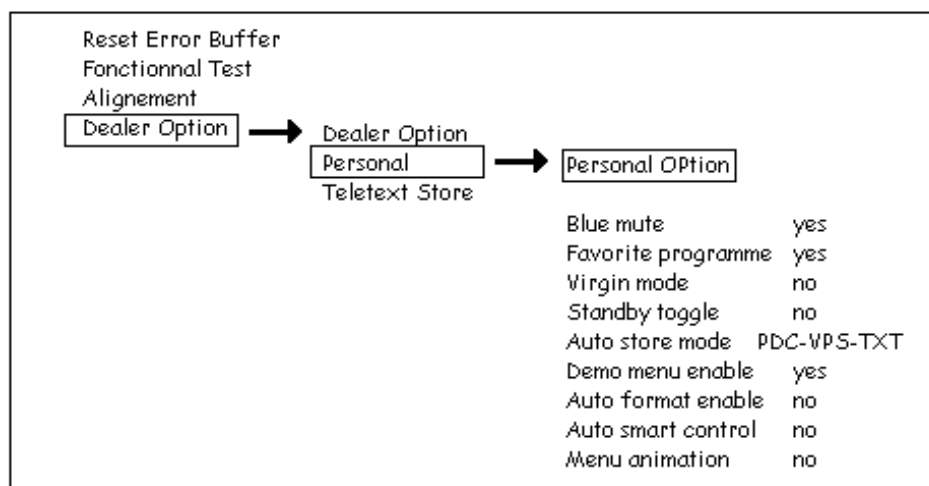 Reset Error Buffer
Fonctionnal Test
Alignement
Dealer Option
Dealer Option
Personal
Teletext Store
Personal OPtion
Blue mute yes
Favorite programme yes
Virgin mode no
Standby toggle no
Auto store mode PDC-VPS-TXT
Demo menu enable yes
Auto format enable no
Auto smart control no
Menu animation no